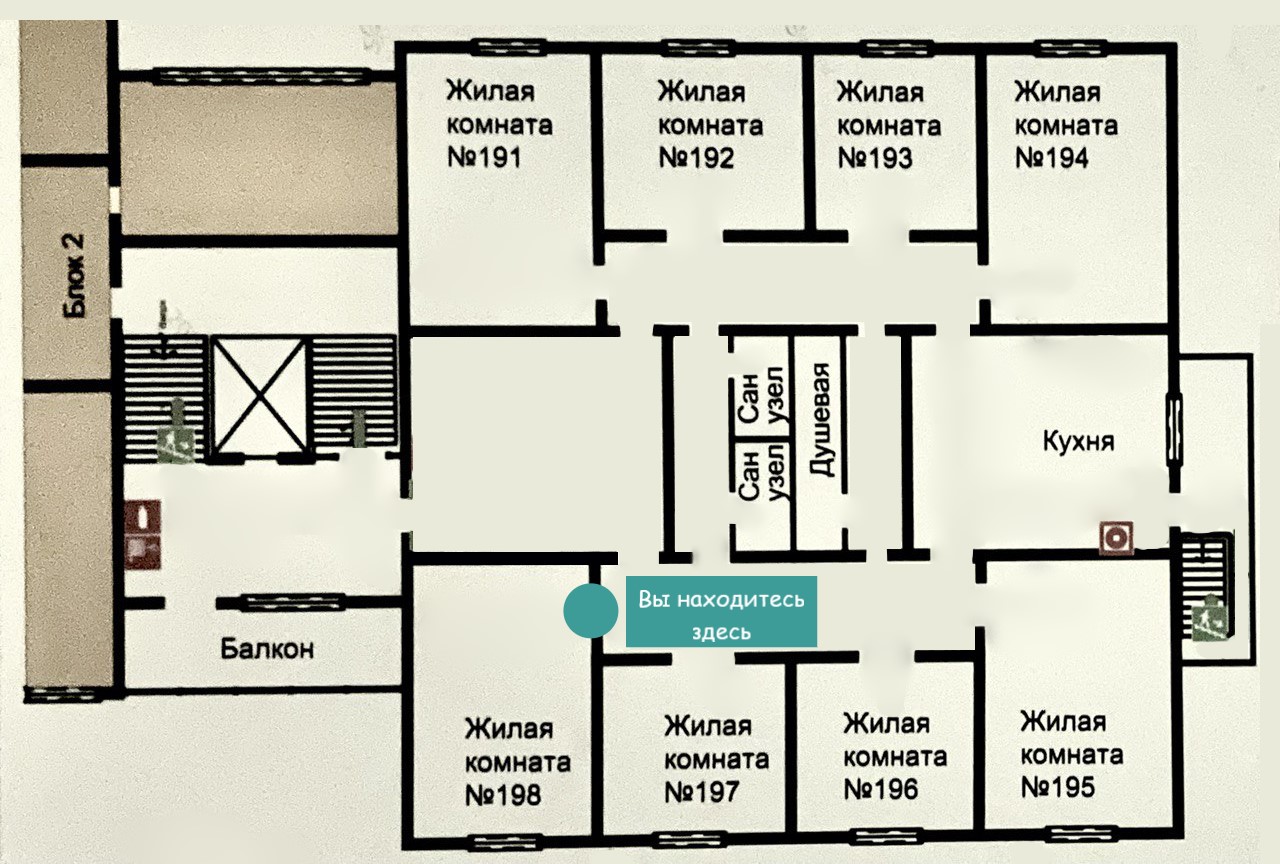 Жилая
комната
№191
Жилая
комната
№192
Жилая
комната
№193
Жилая
комната
№194
Блок 2
Сан
узел
Сан
узел
Душевая
Кухня
Вы находитесь
здесь
Балкон
Жилая
комната
№198
Жилая
комната
№197
Жилая
комната
№196
Жилая
комната
№195